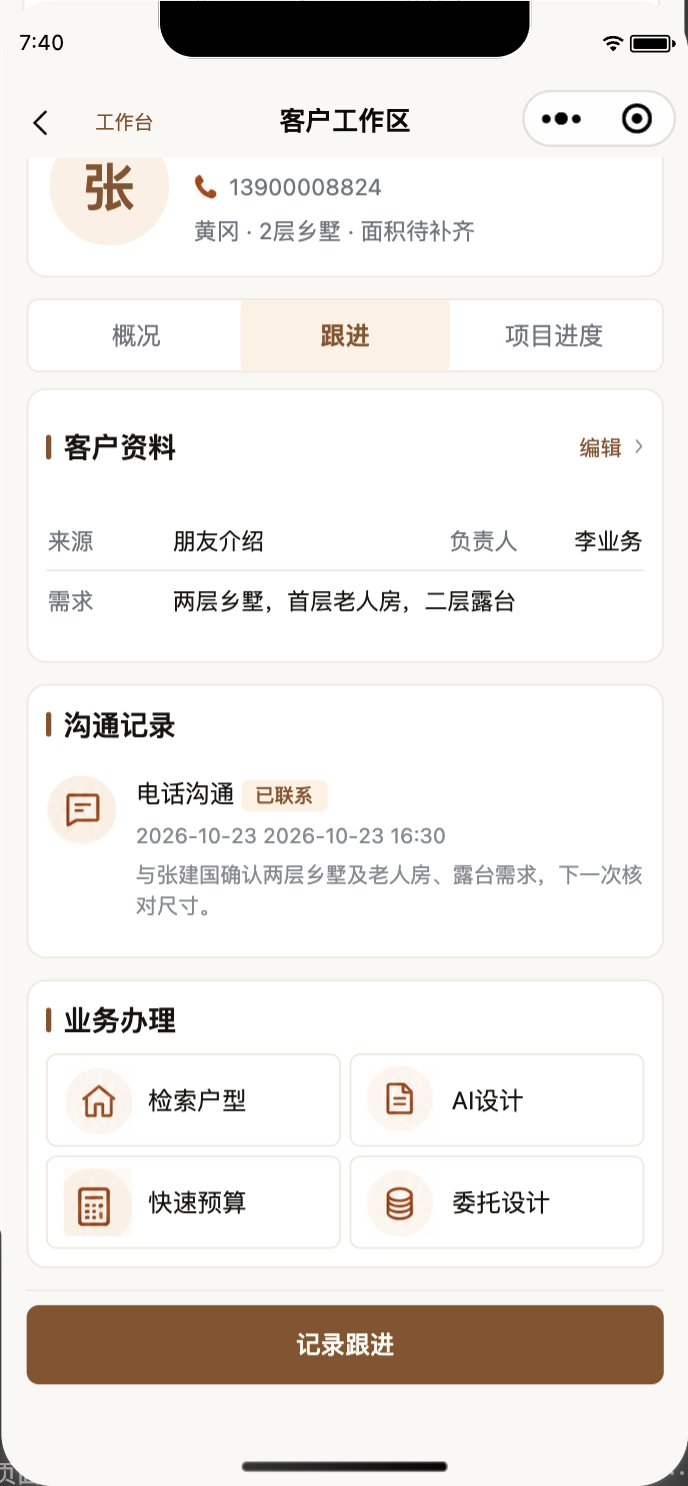 7:40
工作台 客户工作区
张
13900008824
黄冈 · 2层乡墅 · 面积待补齐
概况 跟进 项目进度
客户资料 编辑
来源 朋友介绍 负责人 李业务
需求 两层乡墅，首层老人房，二层露台
沟通记录
电话沟通 已联系
2026-10-23 2026-10-23 16:30
与张建国确认两层乡墅及老人房、露台需求，下一次核
对尺寸。
业务办理
检索户型 AI设计
快速预算 委托设计
记录跟进